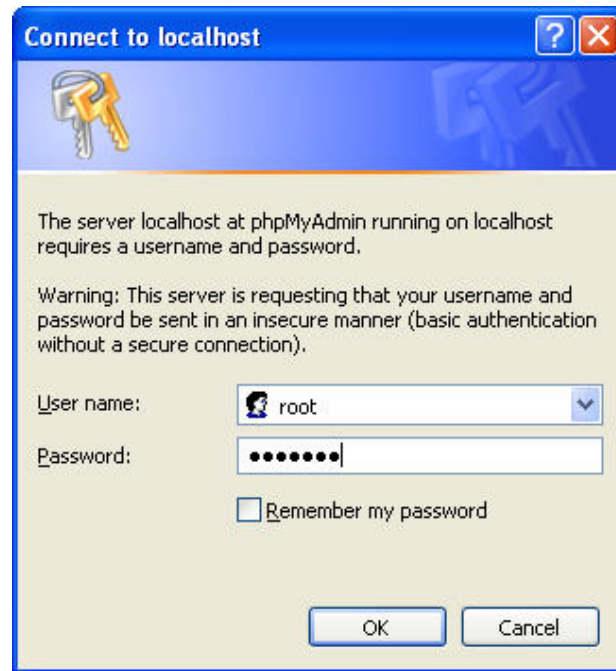 Connect to localhost
The server localhost at phpMyAdmin running on localhost
requires a username and password.
Warning: This server is requesting that your username and
password be sent in an insecure manner (basic authentication
without a secure connection).
User name: root
Password: •••••••
Remember my password
OK Cancel